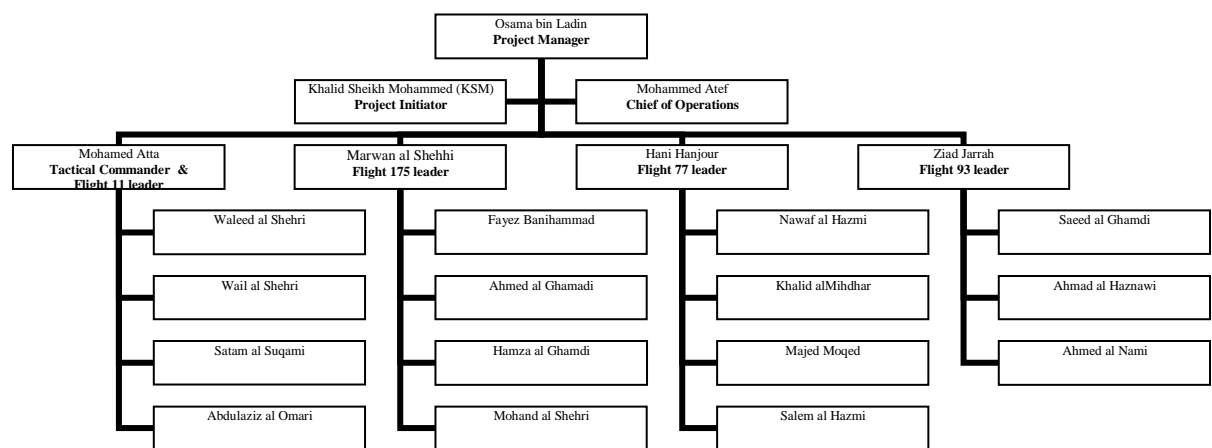 Osama bin Ladin
Project Manager
Khalid Sheikh Mohammed (KSM)
Project Initiator
Mohammed Atef
Chief of Operations
Mohamed Atta
Tactical Commander &
Flight 11 leader
Marwan al Shehhi
Flight 175 leader
Hani Hanjour
Flight 77 leader
Ziad Jarrah
Flight 93 leader
Waleed al Shehri
Fayez Banihammad
Nawaf al Hazmi
Saeed al Ghamdi
Wail al Shehri
Ahmed al Ghamadi
Khalid alMihdhar
Ahmad al Haznawi
Satam al Suqami
Hamza al Ghamdi
Majed Moqed
Ahmed al Nami
Abdulaziz al Omari
Mohand al Shehri
Salem al Hazmi